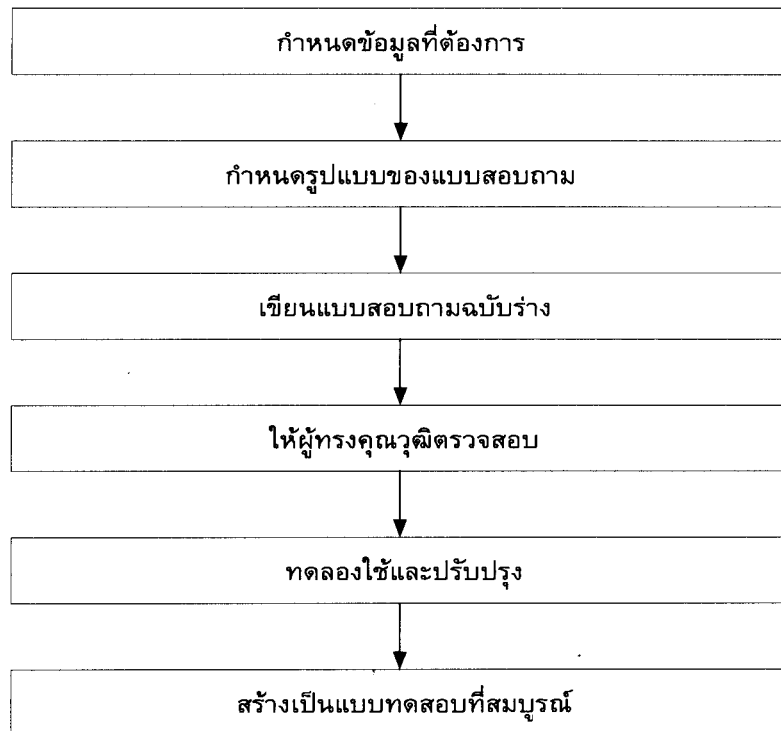 กำหนดข้อมูลที่ต้องการ
กำหนดรูปแบบของแบบสอบถาม
เขียนแบบสอบถามฉบับร่าง
ให้ผู้ทรงคุณวุฒิตรวจสอบ
ทดลองใช้และปรับปรุง
สร้างเป็นแบบทดสอบที่สมบูรณ์